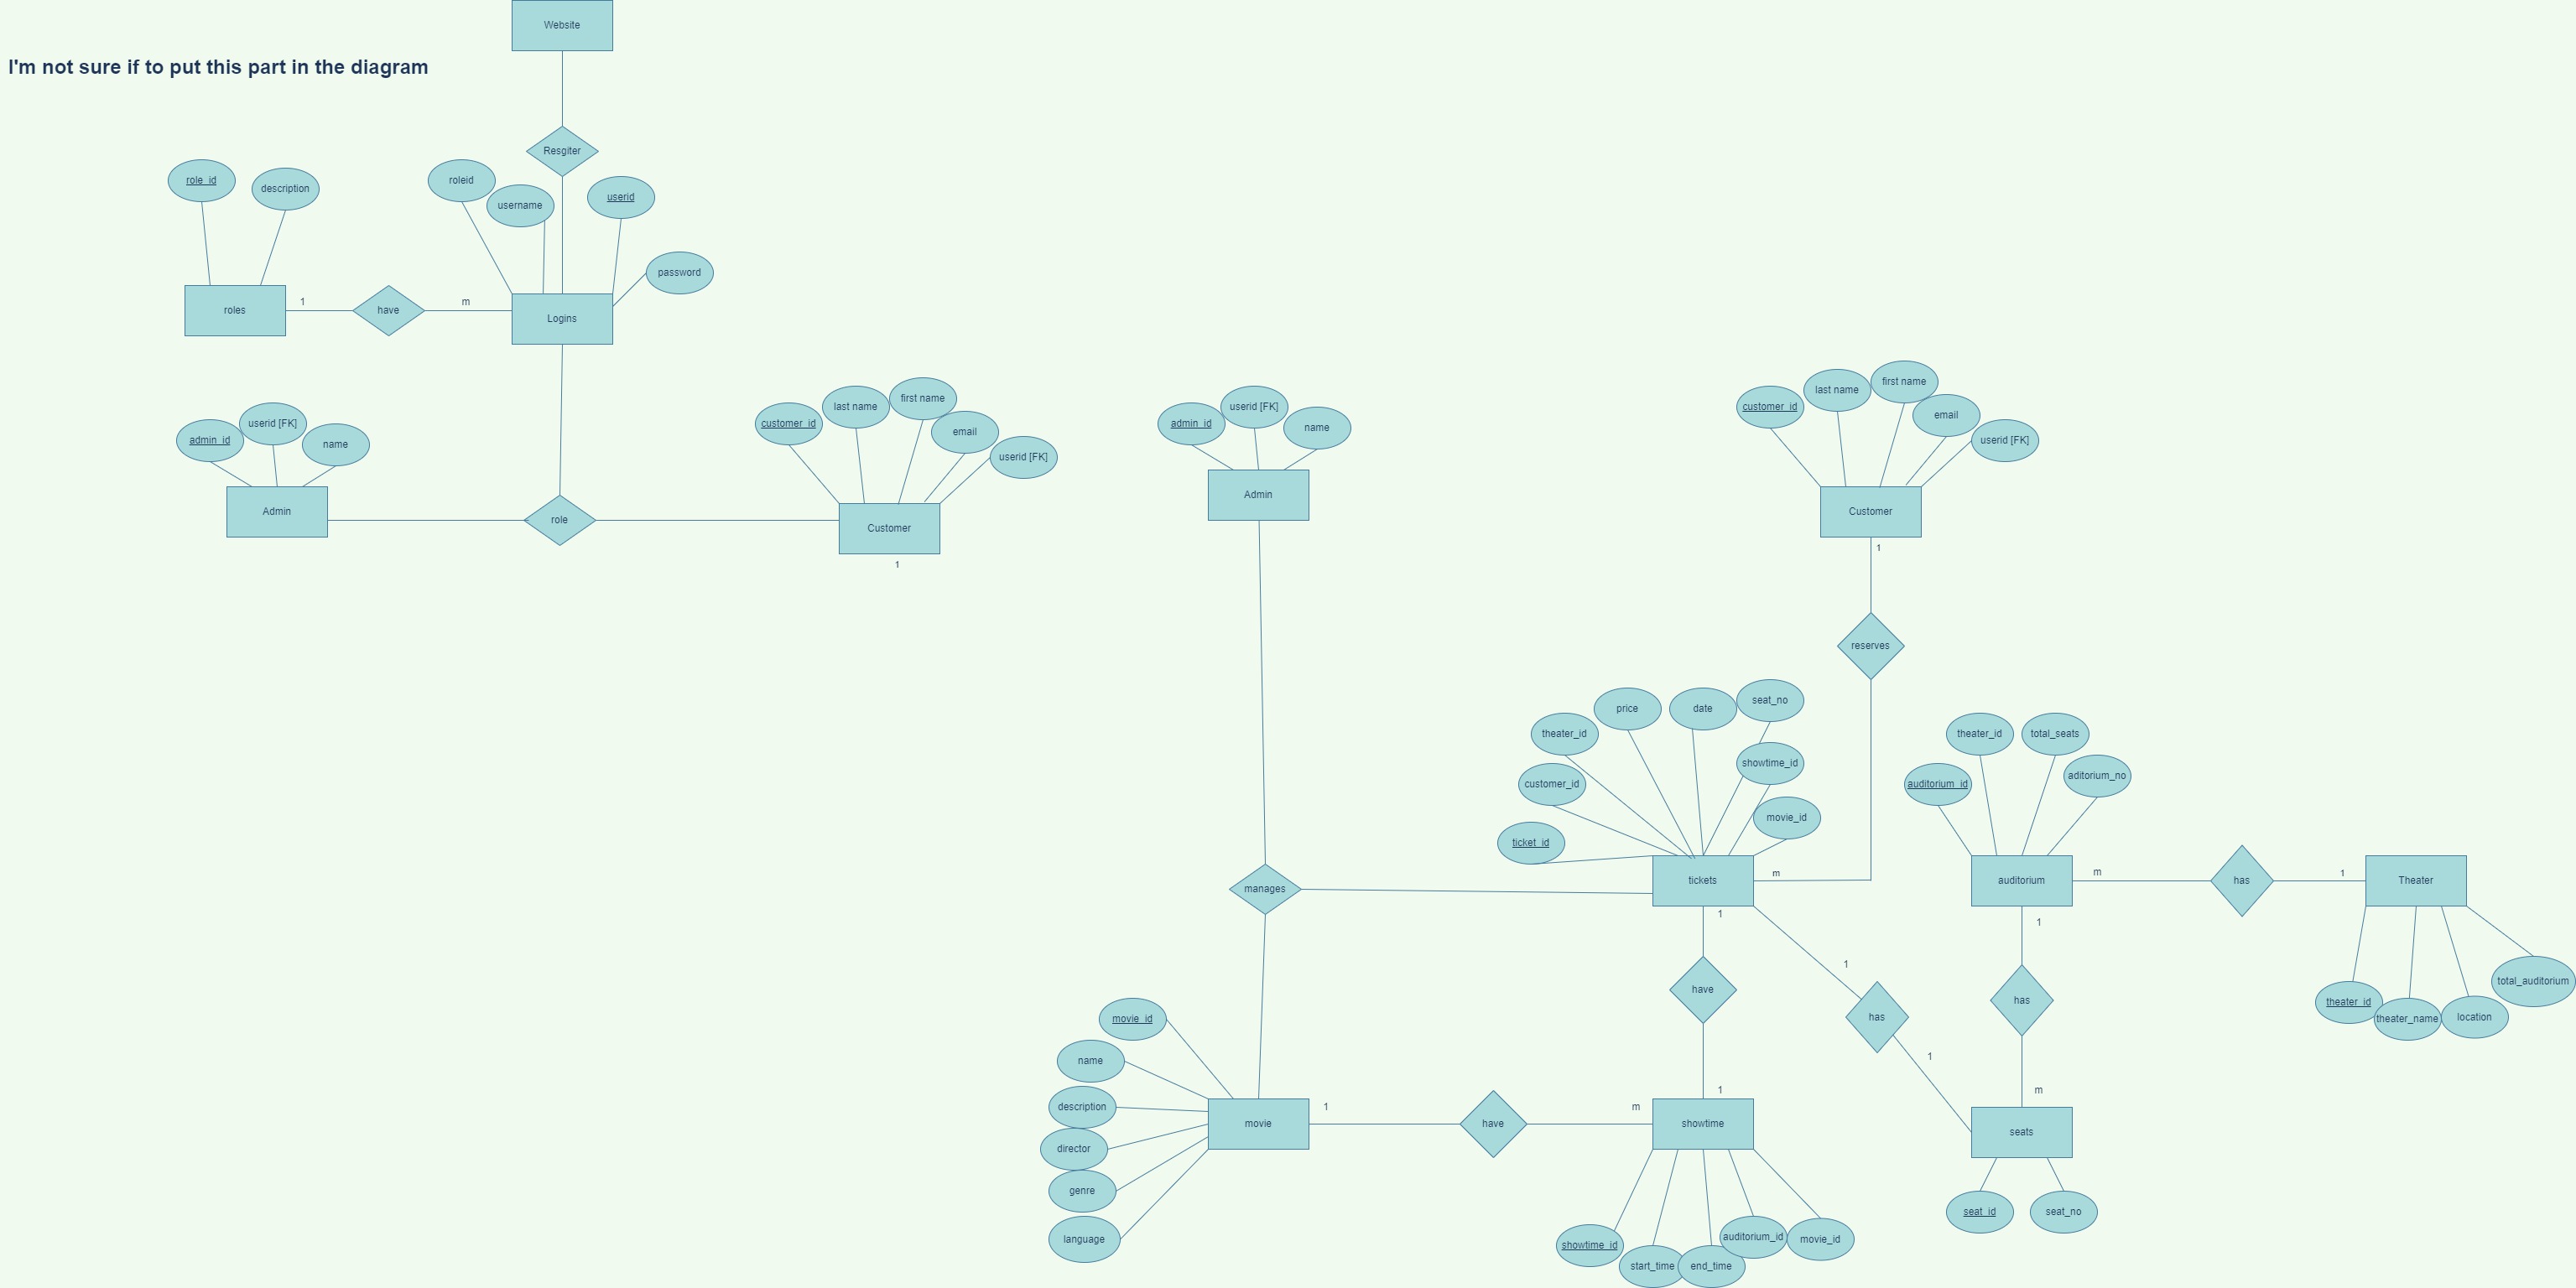 Website
I'm not sure if to put this part in the diagram
Resgiter
role_id
description
roleid
username
userid
password
roles
1
have
m
Logins
admin_id
userid [FK]
name
Admin
role
customer_id
last name
first name
email
userid [FK]
Customer
1
admin_id
userid [FK]
name
Admin
customer_id
last name
first name
email
userid [FK]
Customer
1
reserves
theater_id
price
date
seat_no
showtime_id
customer_id
movie_id
ticket_id
tickets
m
manages
theater_id
total_seats
auditorium_id
aditorium_no
auditorium
m
has
1
Theater
theater_id
theater_name
location
total_auditorium
1
have
1
1
has
1
1
has
m
movie_id
name
description
director
genre
language
movie
1
have
m
showtime
showtime_id
start_time
end_time
auditorium_id
movie_id
seats
seat_id
seat_no